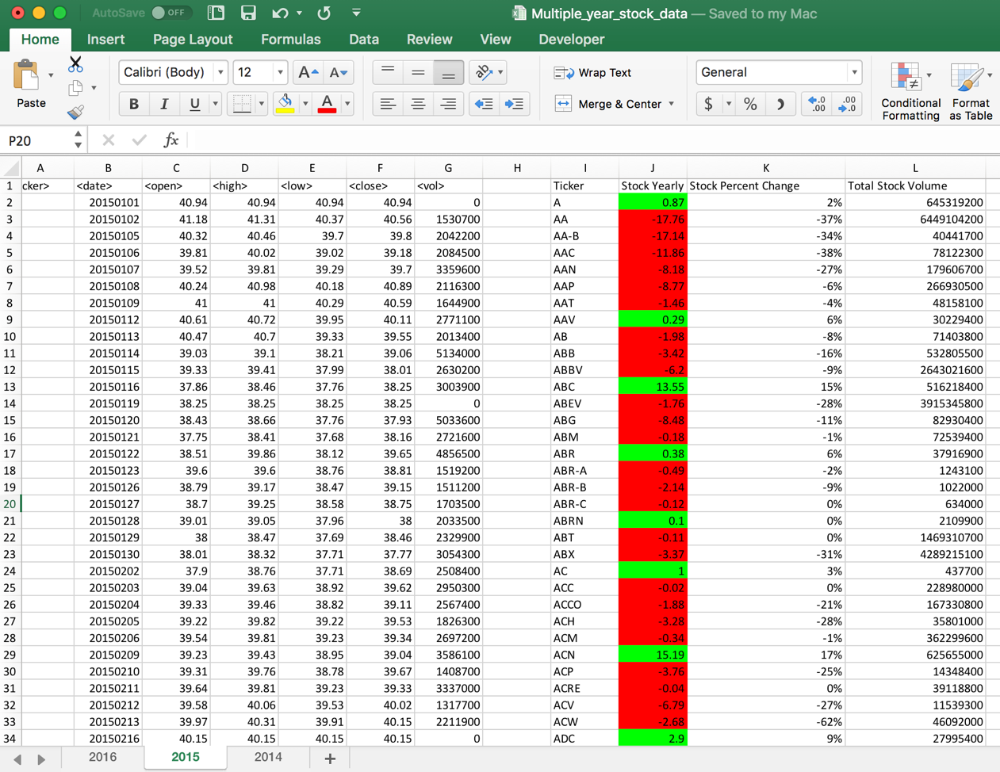 AutoSave OFF Multiple_year_stock_data — Saved to my Mac
Home Insert Page Layout Formulas Data Review View Developer
Paste Calibri (Body) 12 A A Wrap Text General Conditional Formatting Format as Table
B I U A Merge & Center $ % .0 .00 .00 .0
P20 fx
A B C D E F G H I J K L
1 cker> <date> <open> <high> <low> <close> <vol> Ticker Stock Yearly Stock Percent Change Total Stock Volume
2 20150101 40.94 40.94 40.94 40.94 0 A 0.87 2% 645319200
3 20150102 41.18 41.31 40.37 40.56 1530700 AA -17.76 -37% 6449104200
4 20150105 40.32 40.46 39.7 39.8 2042200 AA-B -17.14 -34% 40441700
5 20150106 39.81 40.02 39.02 39.18 2084500 AAC -11.86 -38% 78122300
6 20150107 39.52 39.81 39.29 39.7 3359600 AAN -8.18 -27% 179606700
7 20150108 40.24 40.98 40.18 40.89 2116300 AAP -8.77 -6% 266930500
8 20150109 41 41 40.29 40.59 1644900 AAT -1.46 -4% 48158100
9 20150112 40.61 40.72 39.95 40.11 2771100 AAV 0.29 6% 30229400
10 20150113 40.47 40.7 39.33 39.55 2013400 AB -1.98 -8% 71403800
11 20150114 39.03 39.1 38.21 39.06 5134000 ABB -3.42 -16% 532805500
12 20150115 39.33 39.41 37.99 38.01 2630200 ABBV -6.2 -9% 2643021600
13 20150116 37.86 38.46 37.76 38.25 3003900 ABC 13.55 15% 516218400
14 20150119 38.25 38.25 38.25 38.25 0 ABEV -1.76 -28% 3915345800
15 20150120 38.43 38.66 37.76 37.93 5033600 ABG -8.48 -11% 82930400
16 20150121 37.75 38.41 37.68 38.16 2721600 ABM -0.18 -1% 72539400
17 20150122 38.51 39.86 38.12 39.65 4856500 ABR 0.38 6% 37916900
18 20150123 39.6 39.6 38.76 38.81 1519200 ABR-A -0.49 -2% 1243100
19 20150126 38.79 39.17 38.47 39.15 1511200 ABR-B -2.14 -9% 1022000
20 20150127 38.7 39.25 38.58 38.75 1703500 ABR-C -0.12 0% 634000
21 20150128 39.01 39.05 37.96 38 2033500 ABRN 0.1 0% 2109900
22 20150129 38 38.47 37.69 38.46 2329900 ABT -0.11 0% 1469310700
23 20150130 38.01 38.32 37.71 37.77 3054300 ABX -3.37 -31% 4289215100
24 20150202 37.9 38.76 37.71 38.69 2508400 AC 1 3% 437700
25 20150203 39.04 39.63 38.92 39.62 2950300 ACC -0.02 0% 228980000
26 20150204 39.33 39.46 38.82 39.11 2567400 ACCO -1.88 -21% 167330800
27 20150205 39.22 39.82 39.22 39.53 1826300 ACH -3.28 -28% 35801000
28 20150206 39.54 39.81 39.23 39.34 2697200 ACM -0.34 -1% 362299600
29 20150209 39.23 39.43 38.95 39.04 3586100 ACN 15.19 17% 625655000
30 20150210 39.31 39.76 38.78 39.67 1408700 ACP -3.76 -25% 14348400
31 20150211 39.64 39.81 39.23 39.33 3337000 ACRE -0.04 0% 39118800
32 20150212 39.58 40.06 39.53 40.02 1317700 ACV -6.79 -27% 11539300
33 20150213 39.97 40.31 39.91 40.15 2211900 ACW -2.68 -62% 46092000
34 20150216 40.15 40.15 40.15 40.15 0 ADC 2.9 9% 27995400
2016 2015 2014 +